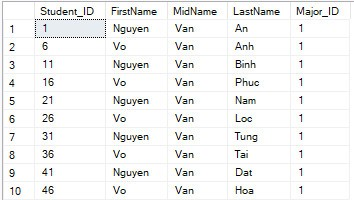 Student_ID FirstName MidName LastName Major_ID
1 1 Nguyen Van An 1
2 6 Vo Van Anh 1
3 11 Nguyen Van Binh 1
4 16 Vo Van Phuc 1
5 21 Nguyen Van Nam 1
6 26 Vo Van Loc 1
7 31 Nguyen Van Tung 1
8 36 Vo Van Tai 1
9 41 Nguyen Van Dat 1
10 46 Vo Van Hoa 1